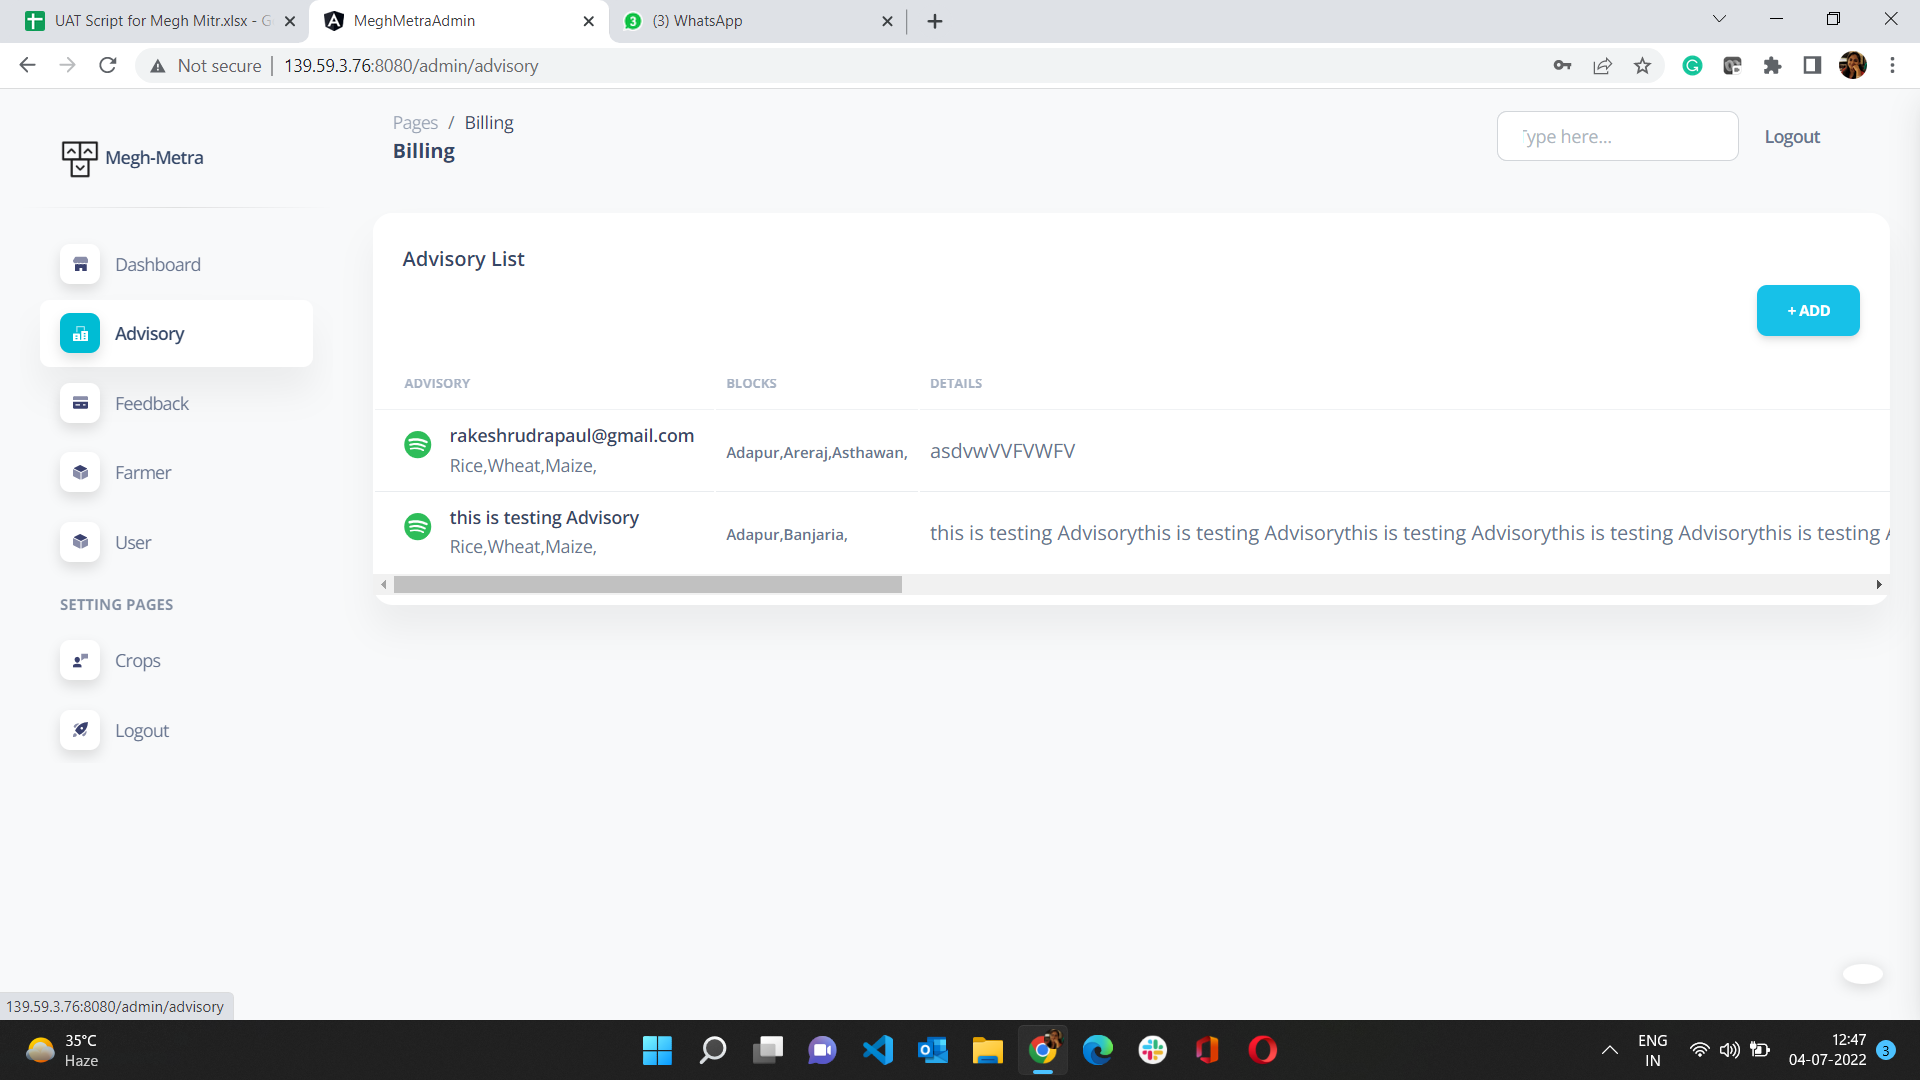 UAT Script for Megh Mitr.xlsx - G
MeghMetraAdmin
(3) WhatsApp
Not secure
139.59.3.76:8080/admin/advisory
Megh-Metra
Pages / Billing
Billing
Type here...
Logout
Dashboard
Advisory
Feedback
Farmer
User
SETTING PAGES
Crops
Logout
Advisory List
+ ADD
ADVISORY BLOCKS DETAILS
rakeshrudrapaul@gmail.com
Rice,Wheat,Maize,
Adapur,Areraj,Asthawan,
asdvwVVFVWFV
this is testing Advisory
Rice,Wheat,Maize,
Adapur,Banjaria,
this is testing Advisorythis is testing Advisorythis is testing Advisorythis is testing Advisorythis is testing A
139.59.3.76:8080/admin/advisory
35°C
Haze
ENG
IN
12:47
04-07-2022
3